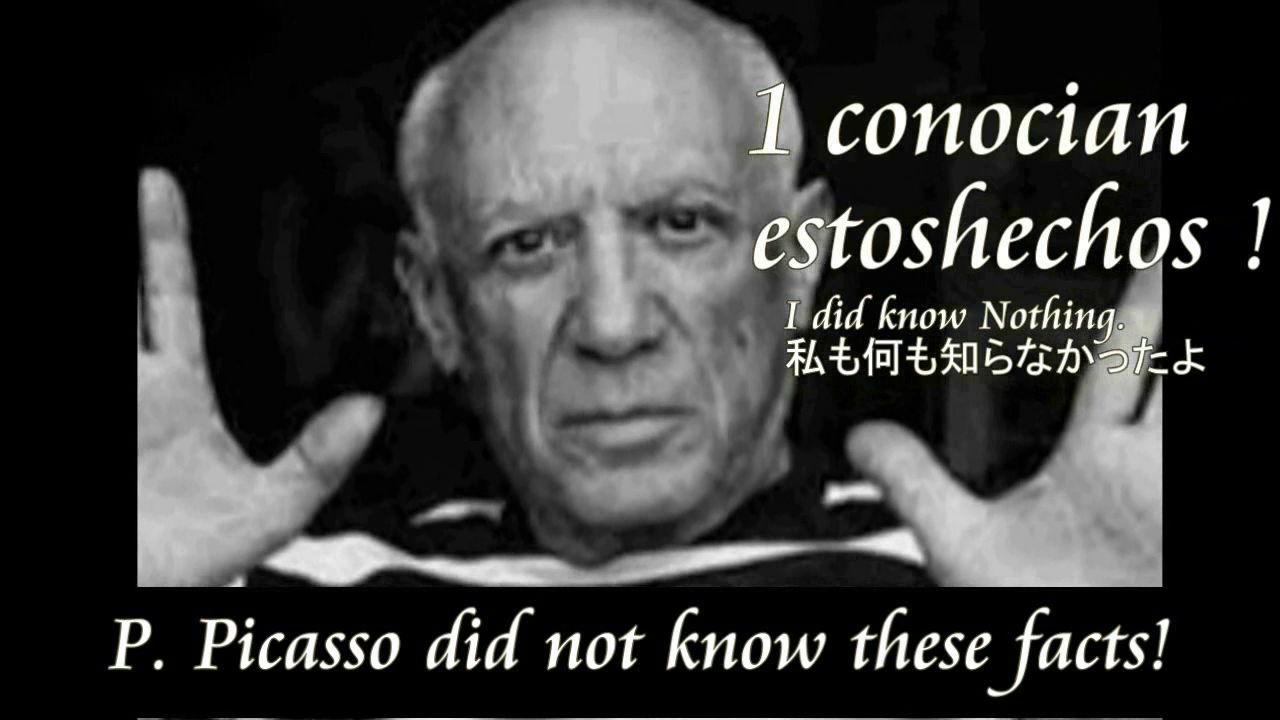 1 conocian
estoshechos !
I did know Nothing.
私も何も知らなかったよ
P. Picasso did not know these facts!